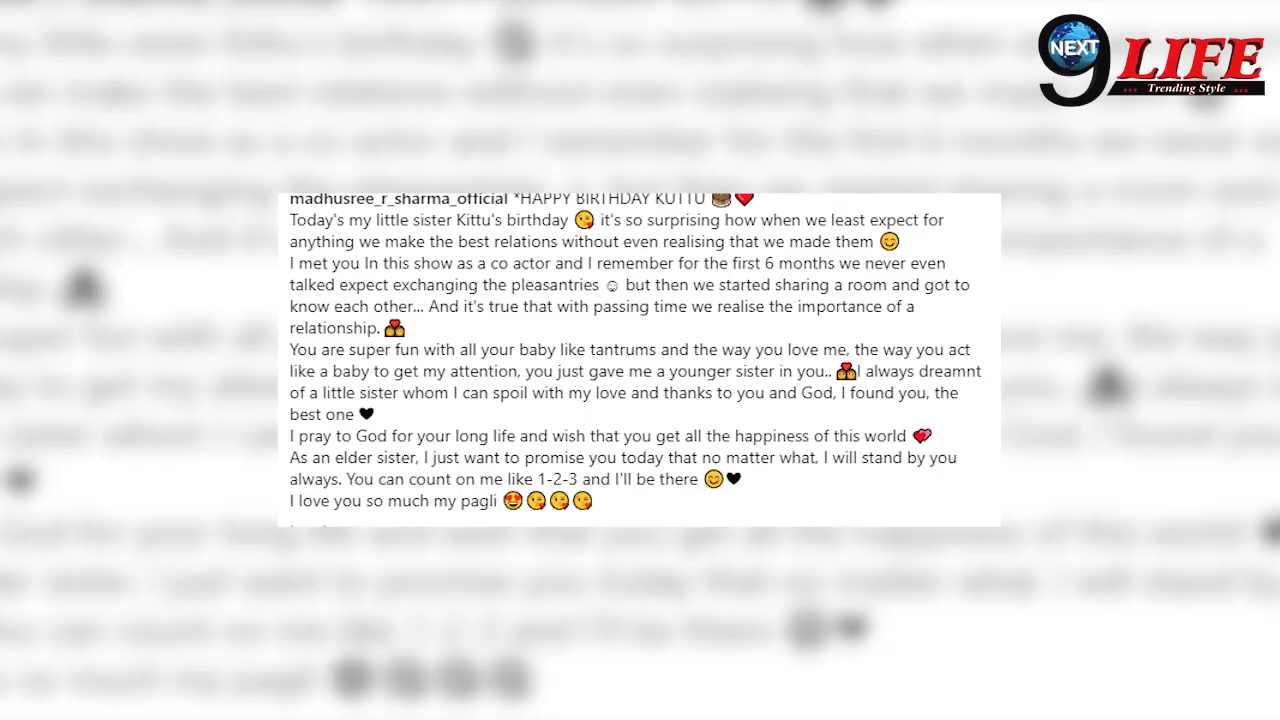 9
NEXT
LIFE
... Trending Style ...
madhusree_r_sharma_official *HAPPY BIRTHDAY KUTTU 🎂❤️
Today's my little sister Kittu's birthday 😘 it's so surprising how when we least expect for
anything we make the best relations without even realising that we made them 😊
I met you In this show as a co actor and I remember for the first 6 months we never even
talked expect exchanging the pleasantries ☺ but then we started sharing a room and got to
know each other... And it's true that with passing time we realise the importance of a
relationship. 👩‍❤️‍👩
You are super fun with all your baby like tantrums and the way you love me, the way you act
like a baby to get my attention, you just gave me a younger sister in you.. 👩‍❤️‍👩I always dreamnt
of a little sister whom I can spoil with my love and thanks to you and God, I found you, the
best one 🖤
I pray to God for your long life and wish that you get all the happiness of this world 💞
As an elder sister, I just want to promise you today that no matter what, I will stand by you
always. You can count on me like 1-2-3 and I'll be there 😊🖤
I love you so much my pagli 😍😘😘😘